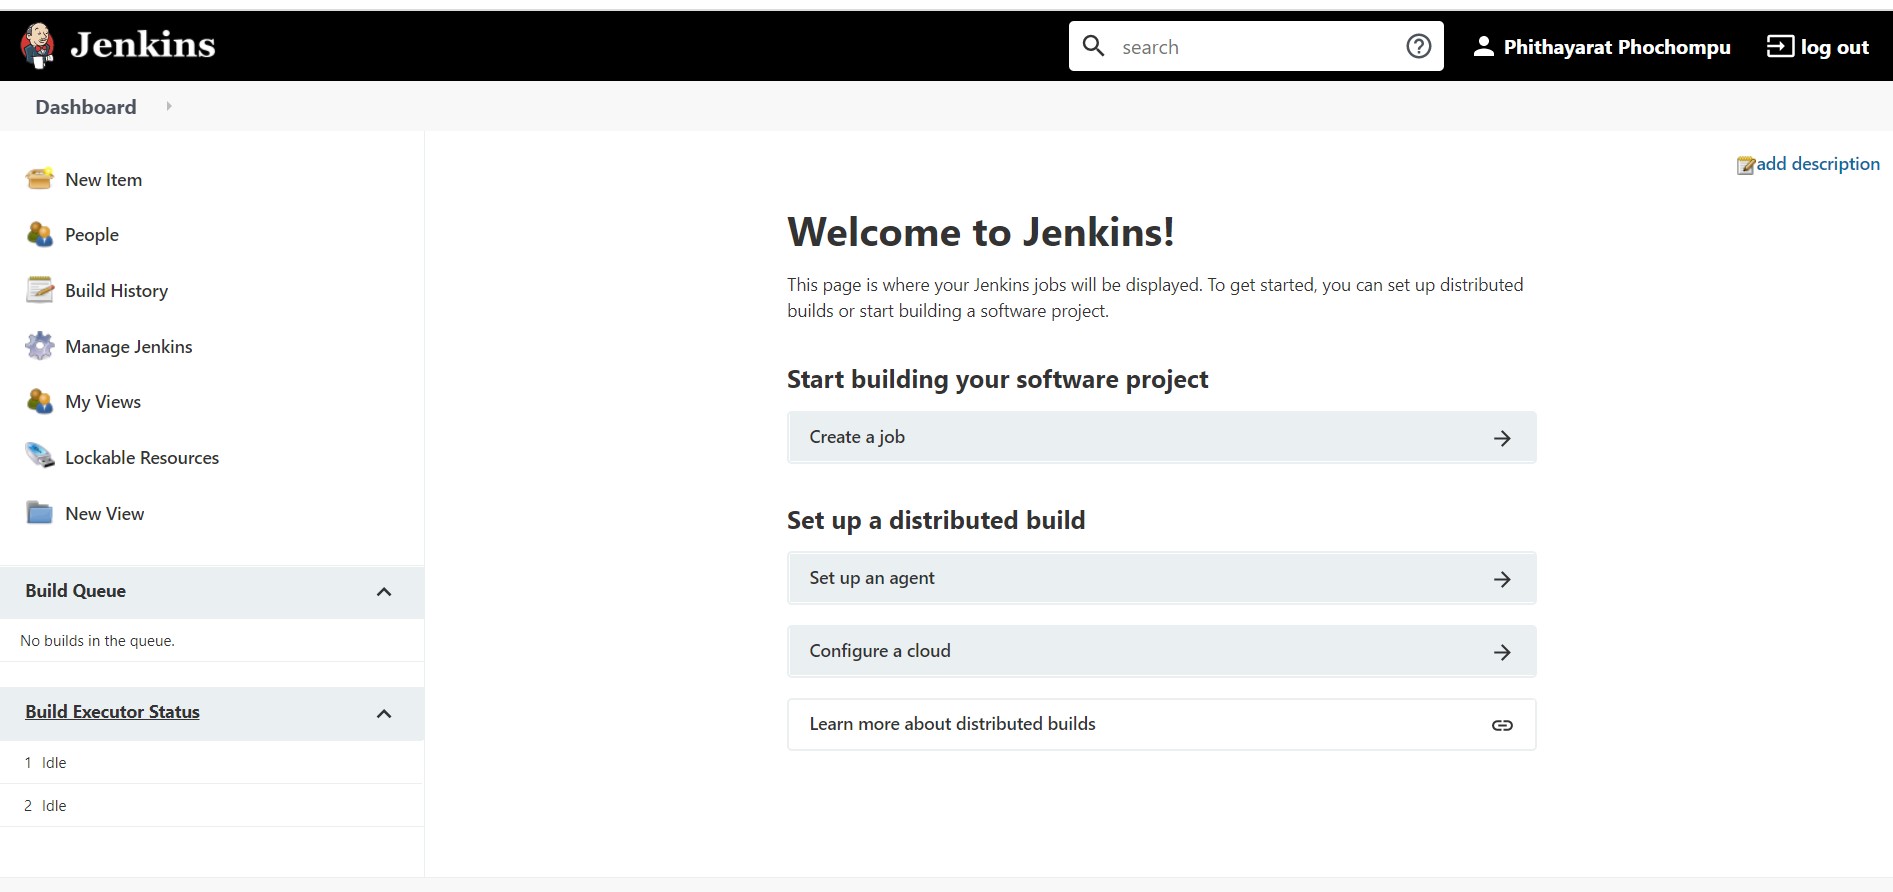 Jenkins
search
Phithayarat Phochompu
log out
Dashboard
New Item
People
Build History
Manage Jenkins
My Views
Lockable Resources
New View
Build Queue
No builds in the queue.
Build Executor Status
1 Idle
2 Idle
add description
Welcome to Jenkins!
This page is where your Jenkins jobs will be displayed. To get started, you can set up distributed
builds or start building a software project.
Start building your software project
Create a job
Set up a distributed build
Set up an agent
Configure a cloud
Learn more about distributed builds